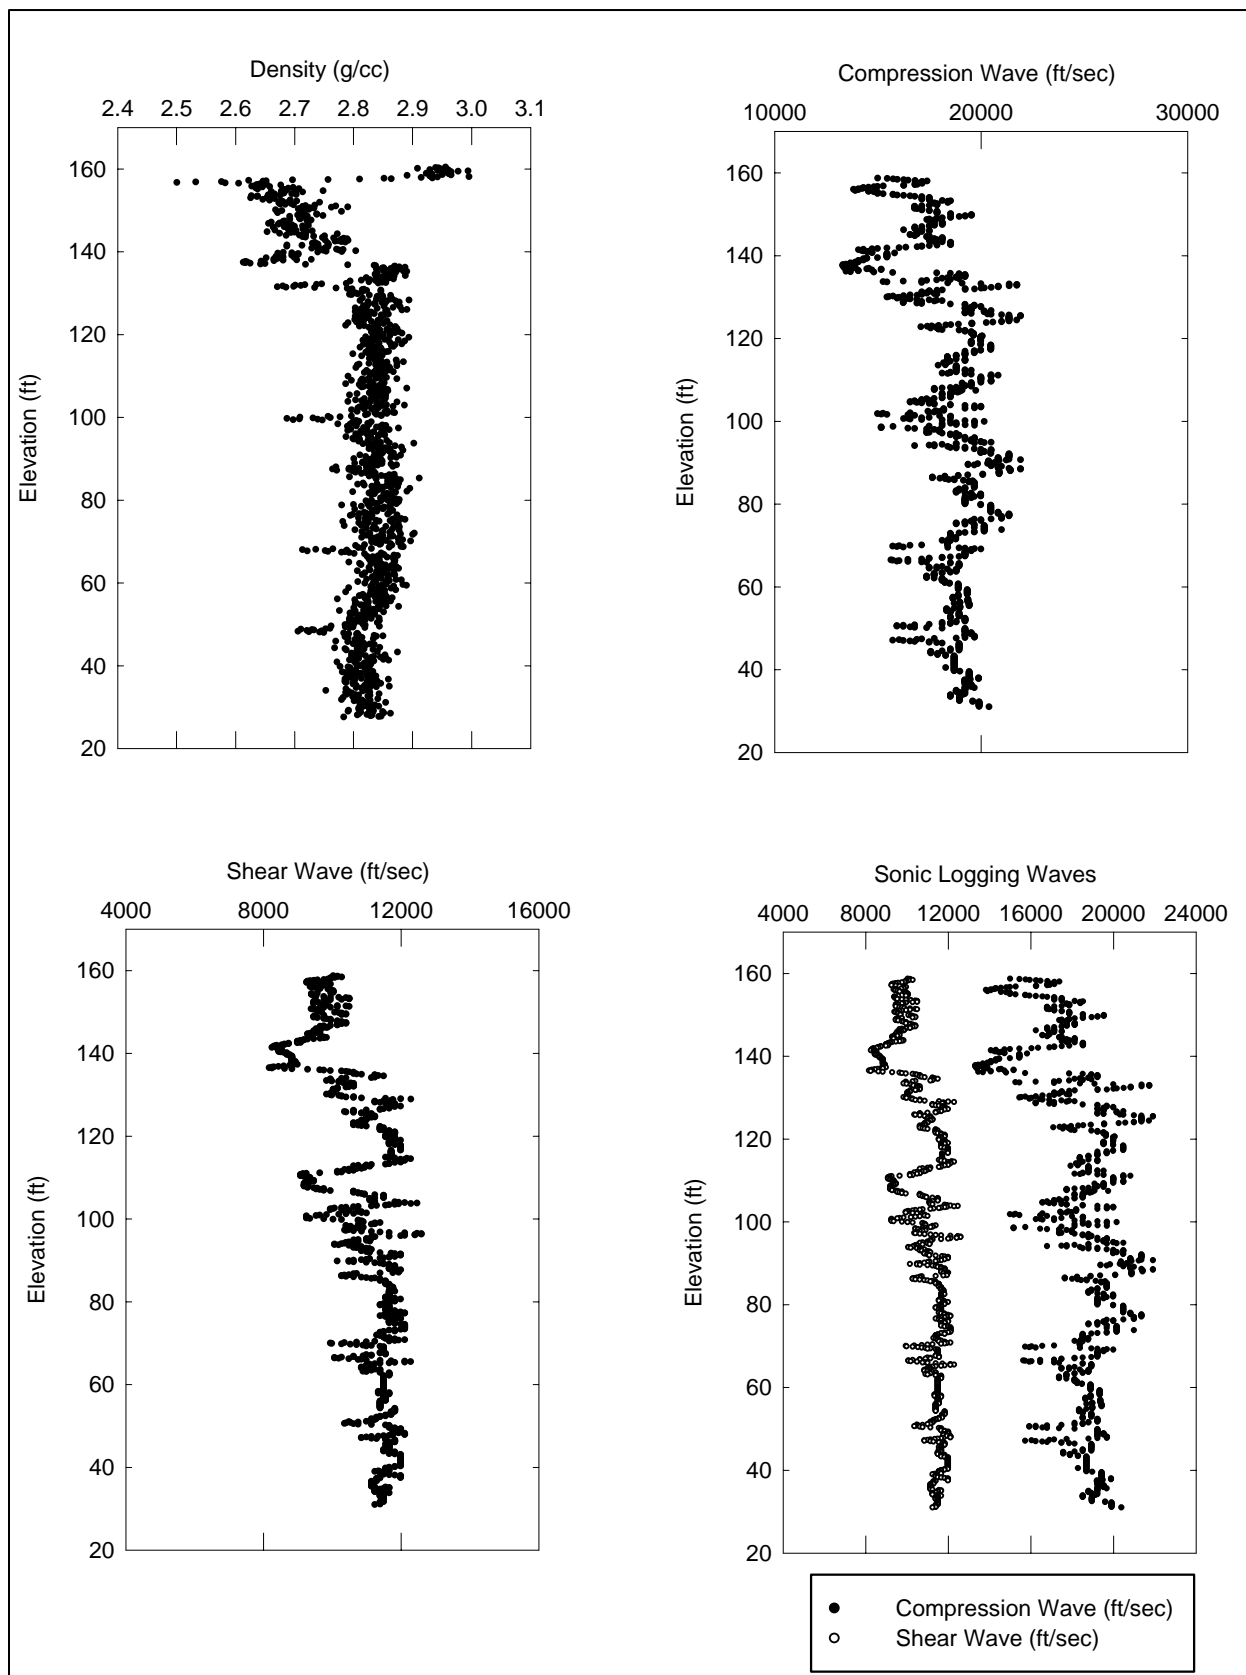 Density (g/cc)
2.4 2.5 2.6 2.7 2.8 2.9 3.0 3.1
Elevation (ft)
160
140
120
100
80
60
40
20
Compression Wave (ft/sec)
10000 20000 30000
Elevation (ft)
180
160
140
120
100
80
60
40
20
Shear Wave (ft/sec)
4000 8000 12000 16000
Elevation (ft)
160
140
120
100
80
60
40
20
Sonic Logging Waves
4000 8000 12000 16000 20000 24000
Elevation (ft)
160
140
120
100
80
60
40
20
Compression Wave (ft/sec)
Shear Wave (ft/sec)